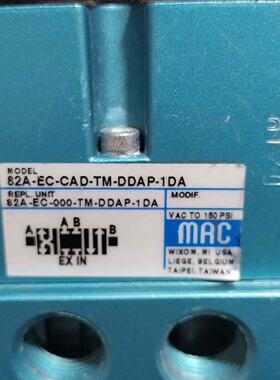 MODEL
82A-EC-CAD-TM-DDAP-1DA
REPL. UNIT
82A-EC-000-TM-DDAP-1DA
MODIF.
A
A B
B
EX IN
VAC TO 150 PSI
MAC
WIXOM, MI USA
LIEGE, BELGIUM
TAIPEI, TAIWAN